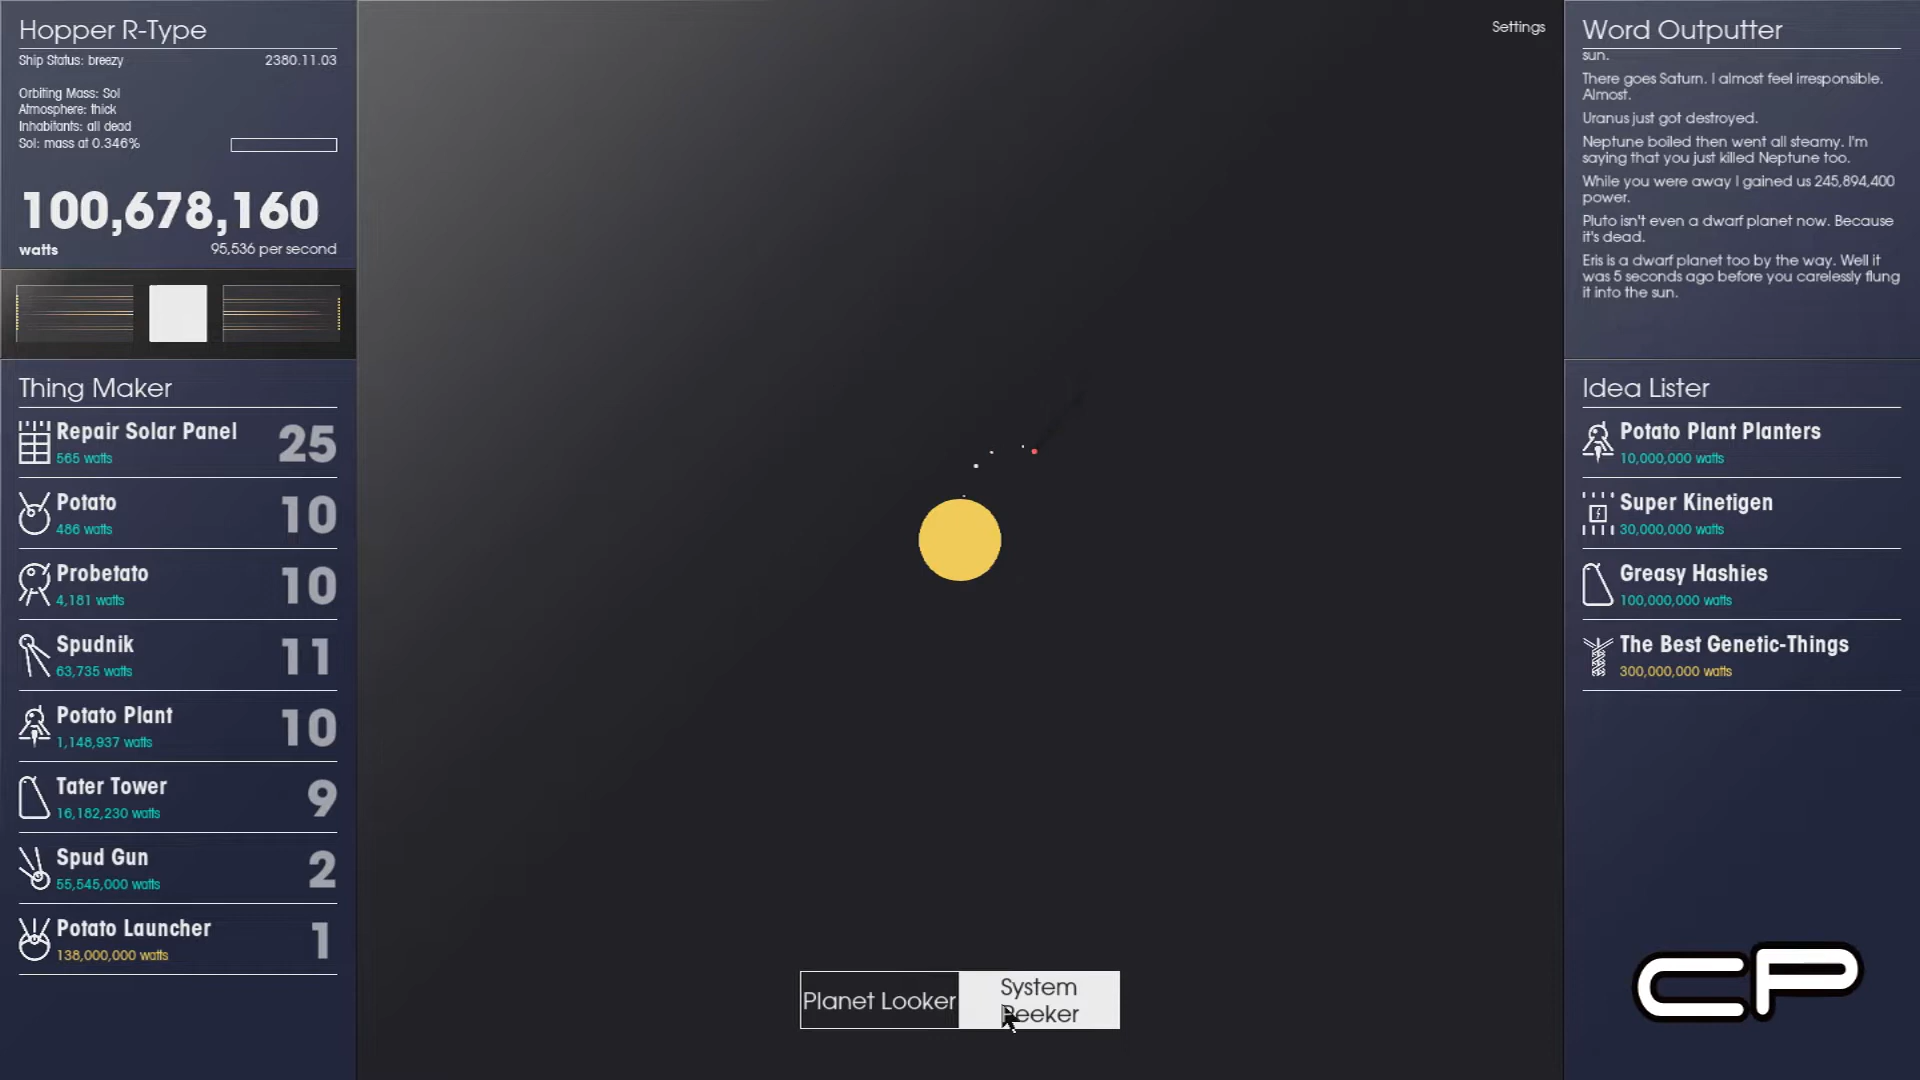 Hopper R-Type
Ship Status: breezy 2380.11.03
Orbiting Mass: Sol
Atmosphere: thick
Inhabitants: all dead
Sol: mass at 0.346%
100,678,160
watts 95,536 per second
Thing Maker
Repair Solar Panel 25
565 watts
Potato 10
486 watts
Probetato 10
4,181 watts
Spudnik 11
63,735 watts
Potato Plant 10
1,148,937 watts
Tater Tower 9
16,182,230 watts
Spud Gun 2
55,545,000 watts
Potato Launcher 1
138,000,000 watts
Settings
Planet Looker
System
Peeker
Word Outputter
sun.
There goes Saturn. I almost feel irresponsible.
Almost.
Uranus just got destroyed.
Neptune boiled then went all steamy. I'm
saying that you just killed Neptune too.
While you were away I gained us 245,894,400
power.
Pluto isn't even a dwarf planet now. Because
it's dead.
Eris is a dwarf planet too by the way. Well it
was 5 seconds ago before you carelessly flung
it into the sun.
Idea Lister
Potato Plant Planters
10,000,000 watts
Super Kinetigen
30,000,000 watts
Greasy Hashies
100,000,000 watts
The Best Genetic-Things
300,000,000 watts
CP